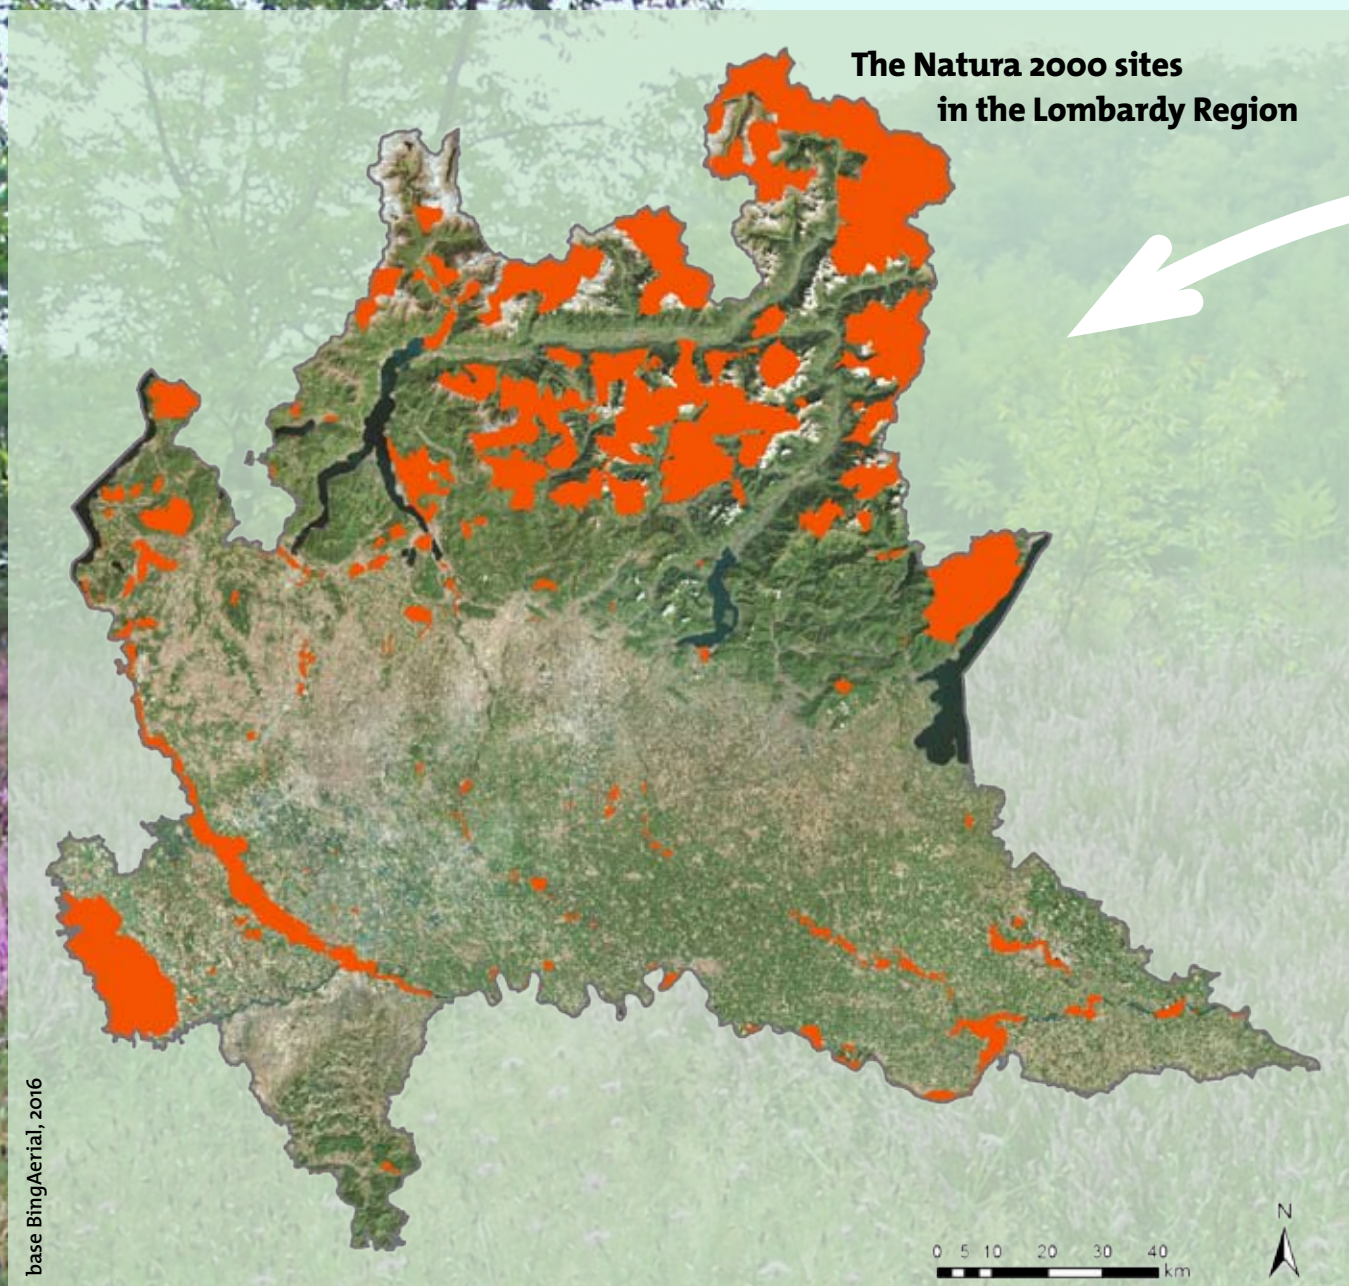 The Natura 2000 sites
in the Lombardy Region
base BingAerial, 2016
N
0 5 10 20 30 40
km